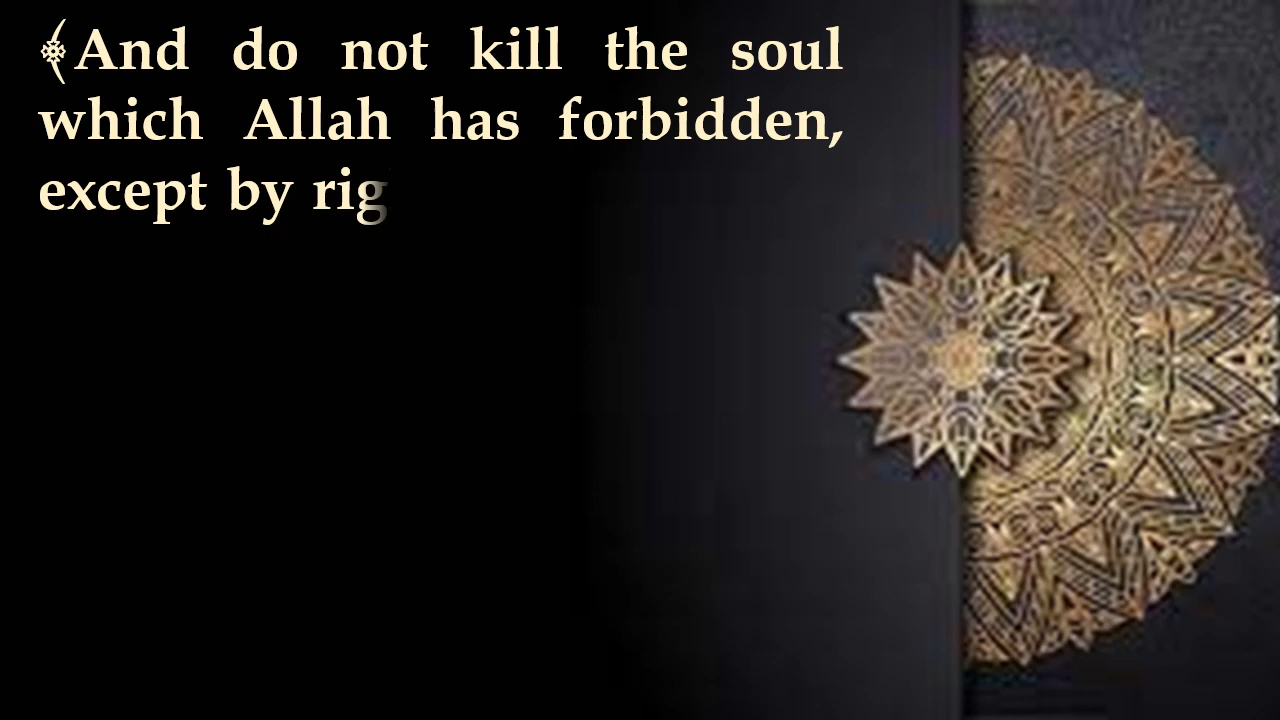 ﴾And do not kill the soul
which Allah has forbidden,
except by rig